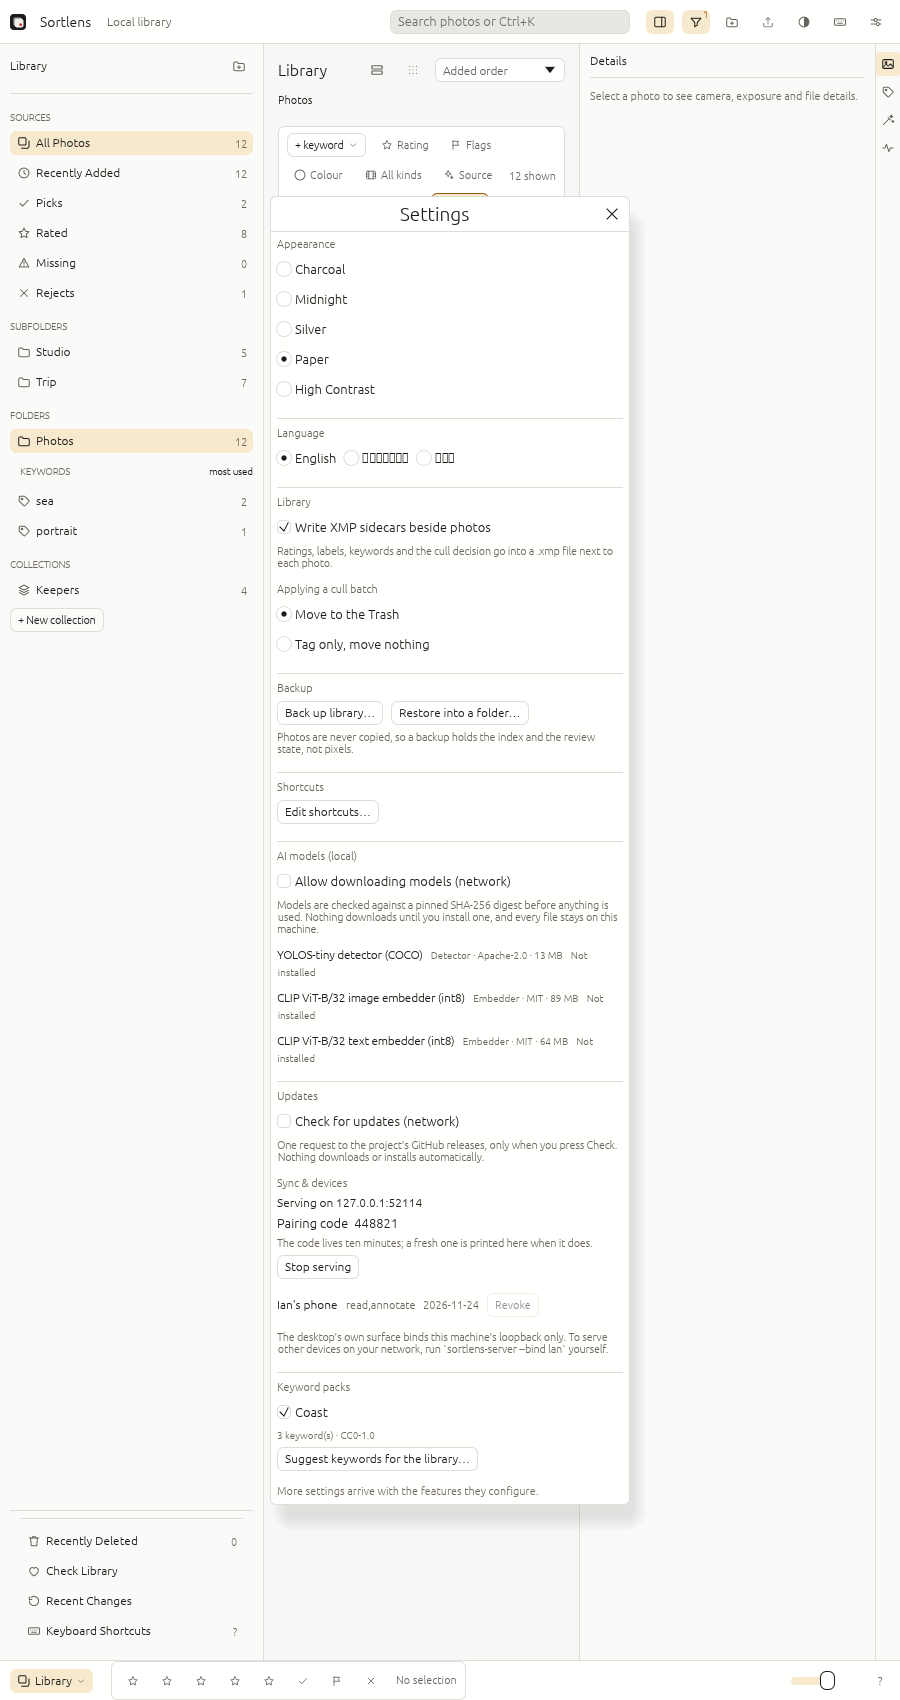 Sortlens Local library
Search photos or Ctrl+K
1
Library
SOURCES
All Photos 12
Recently Added 12
Picks 2
Rated 8
Missing 0
Rejects 1
SUBFOLDERS
Studio 5
Trip 7
FOLDERS
Photos 12
KEYWORDS most used
sea 2
portrait 1
COLLECTIONS
Keepers 4
+ New collection
Recently Deleted 0
Check Library
Recent Changes
Keyboard Shortcuts ?
Library Added order
Photos
+ keyword Rating Flags
Colour All kinds Source 12 shown
Settings
Appearance
Charcoal
Midnight
Silver
Paper
High Contrast
Language
English
Library
Write XMP sidecars beside photos
Ratings, labels, keywords and the cull decision go into a .xmp file next to
each photo.
Applying a cull batch
Move to the Trash
Tag only, move nothing
Backup
Back up library… Restore into a folder…
Photos are never copied, so a backup holds the index and the review
state, not pixels.
Shortcuts
Edit shortcuts…
AI models (local)
Allow downloading models (network)
Models are checked against a pinned SHA-256 digest before anything is
used. Nothing downloads until you install one, and every file stays on this
machine.
YOLOS-tiny detector (COCO) Detector · Apache-2.0 · 13 MB Not
installed
CLIP ViT-B/32 image embedder (int8) Embedder · MIT · 89 MB Not
installed
CLIP ViT-B/32 text embedder (int8) Embedder · MIT · 64 MB Not
installed
Updates
Check for updates (network)
One request to the project's GitHub releases, only when you press Check.
Nothing downloads or installs automatically.
Sync & devices
Serving on 127.0.0.1:52114
Pairing code 448821
The code lives ten minutes; a fresh one is printed here when it does.
Stop serving
Ian's phone read,annotate 2026-11-24 Revoke
The desktop's own surface binds this machine's loopback only. To serve
other devices on your network, run `sortlens-server --bind lan` yourself.
Keyword packs
Coast
3 keyword(s) · CC0-1.0
Suggest keywords for the library…
More settings arrive with the features they configure.
Details
Select a photo to see camera, exposure and file details.
Library No selection ?